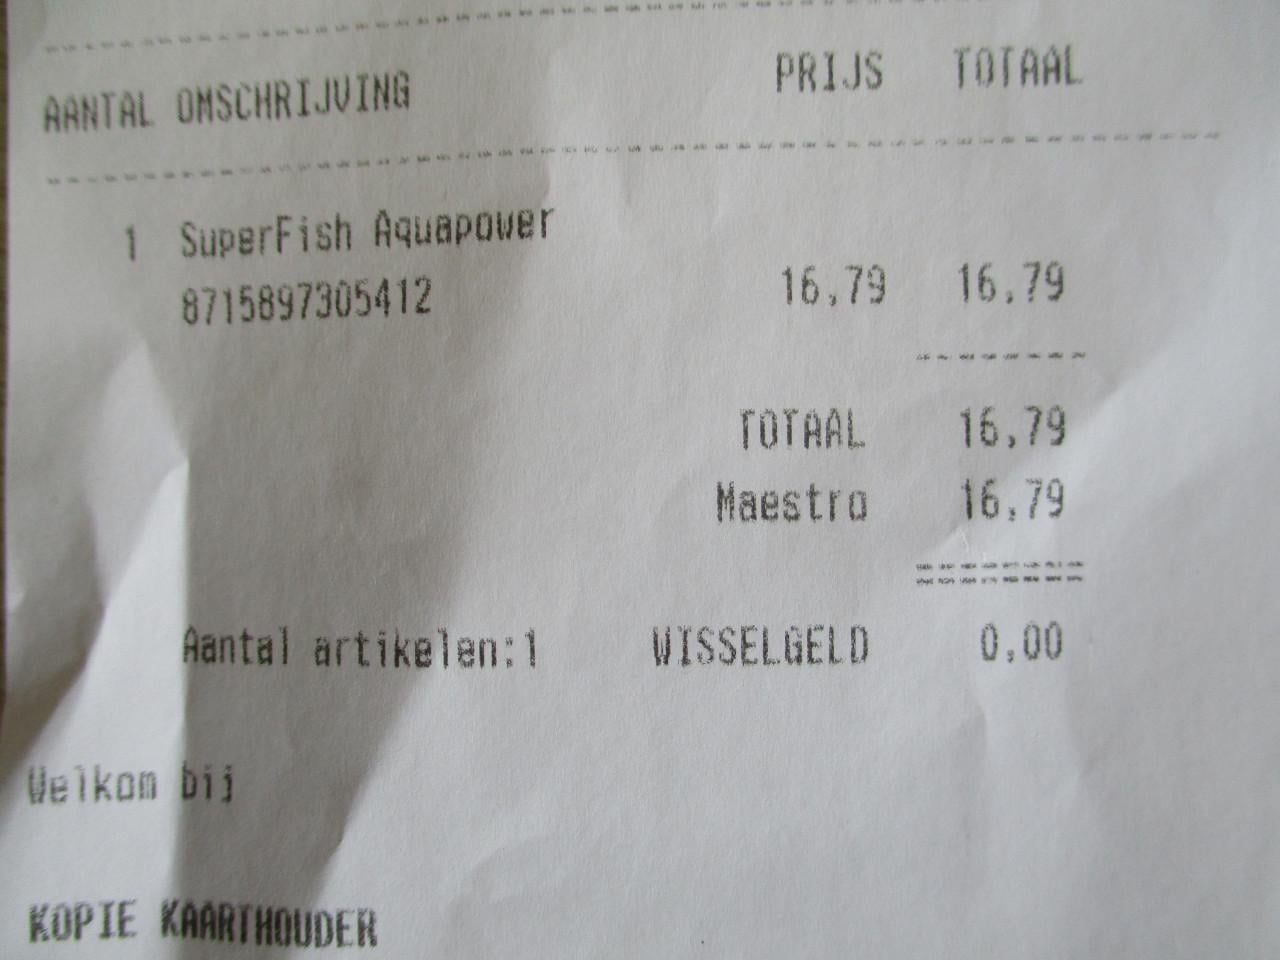 AANTAL OMSCHRIJVING PRIJS TOTAAL
1 SuperFish Aquapower
8715897305412 16,79 16,79
TOTAAL 16,79
Maestro 16,79
Aantal artikelen:1 WISSELGELD 0,00
Welkom bij
KOPIE KAARTHOUDER